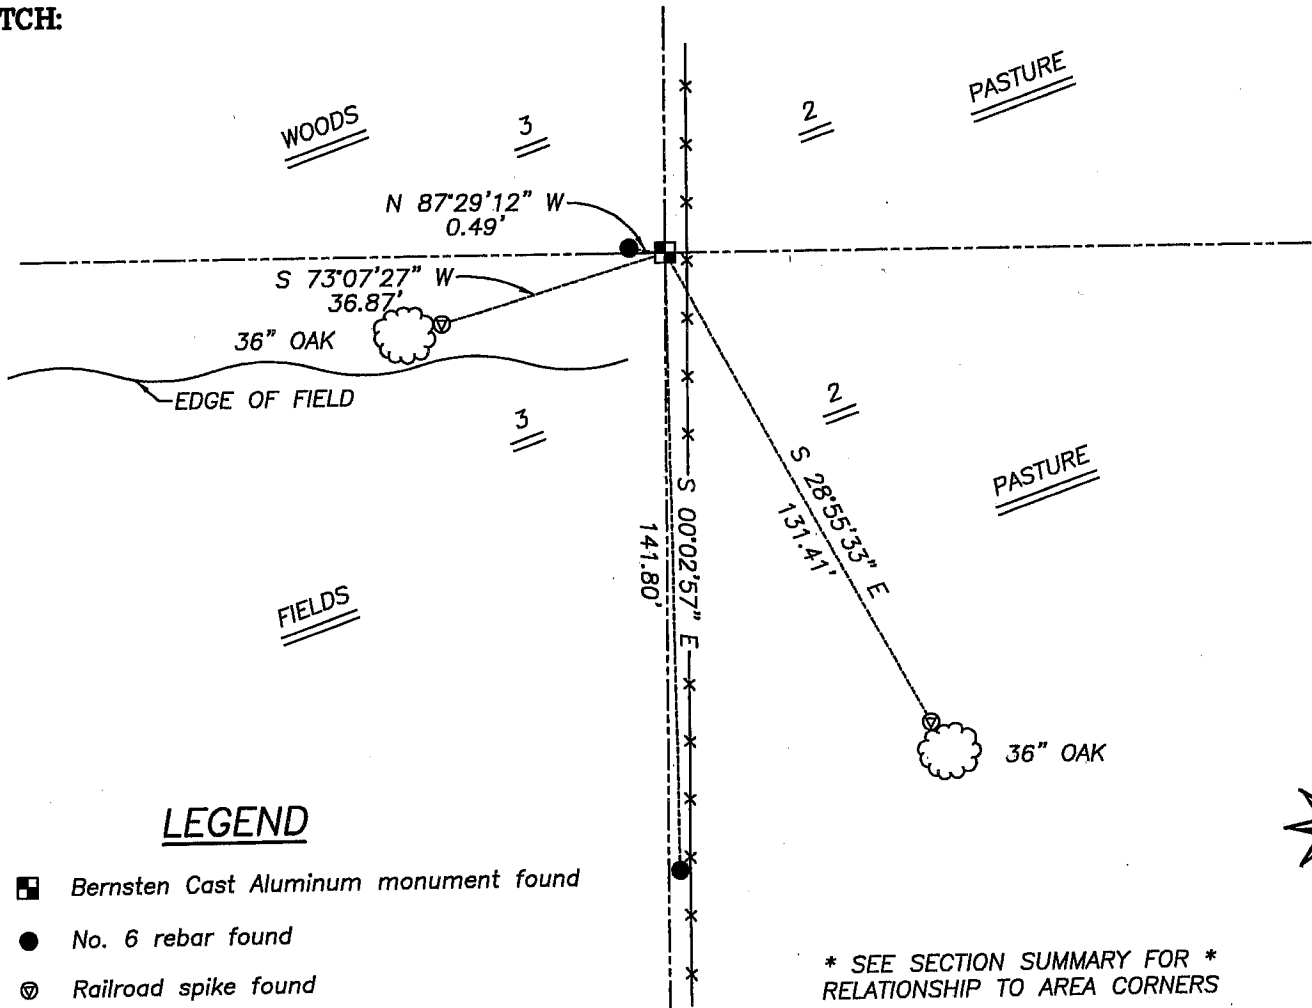 TCH:
WOODS
3
2
PASTURE
N 87°29'12" W
0.49'
S 73°07'27" W
36.87'
36" OAK
EDGE OF FIELD
3
2
PASTURE
S 28°55'33" E
131.41'
S 00°02'57" E
141.80'
FIELDS
36" OAK
LEGEND
Bernsten Cast Aluminum monument found
No. 6 rebar found
Railroad spike found
* SEE SECTION SUMMARY FOR *
RELATIONSHIP TO AREA CORNERS